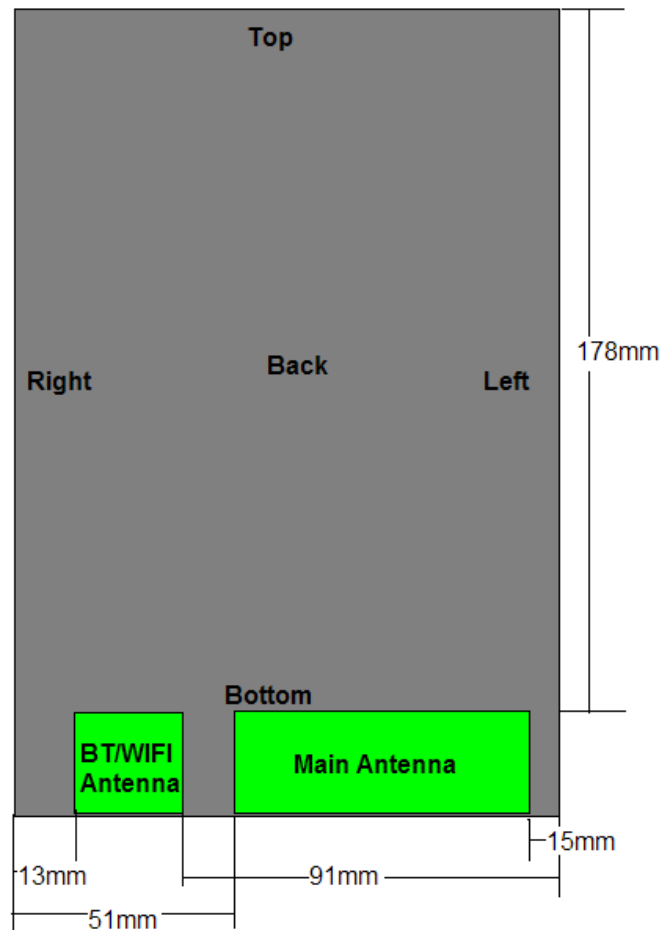 Top
178mm
Back
Right
Left
Bottom
BT/WIFI
Antenna
Main Antenna
15mm
13mm
91mm
51mm